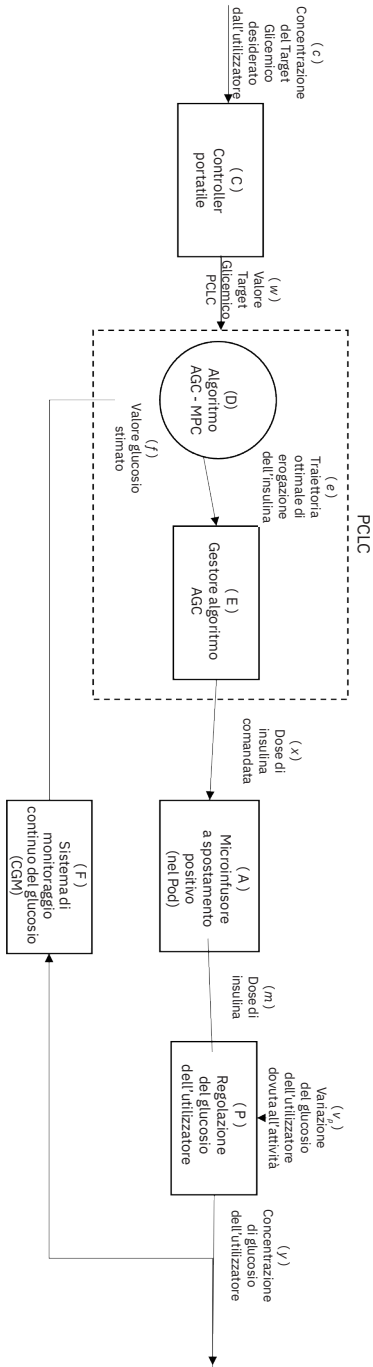 ( c )
Concentrazione
del Target
Glicemico
desiderato
dall'utilizzatore
( C )
Controller
portatile
( w )
Valore
Target
Glicemico
PCLC
PCLC
(D)
Algoritmo
AGC - MPC
( e )
Traiettoria
ottimale di
erogazione
dell'insulina
( E )
Gestore algoritmo
AGC
( f )
Valore glucosio
stimato
( x )
Dose di
insulina
comandata
( A )
Microinfusore
a spostamento
positivo
(nel Pod)
( m )
Dose di
insulina
( vₚ )
Variazione
del glucosio
dell'utilizzatore
dovuta all'attività
( P )
Regolazione
del glucosio
dell'utilizzatore
( y )
Concentrazione
di glucosio
dell'utilizzatore
( F )
Sistema di
monitoraggio
continuo del glucosio
(CGM)